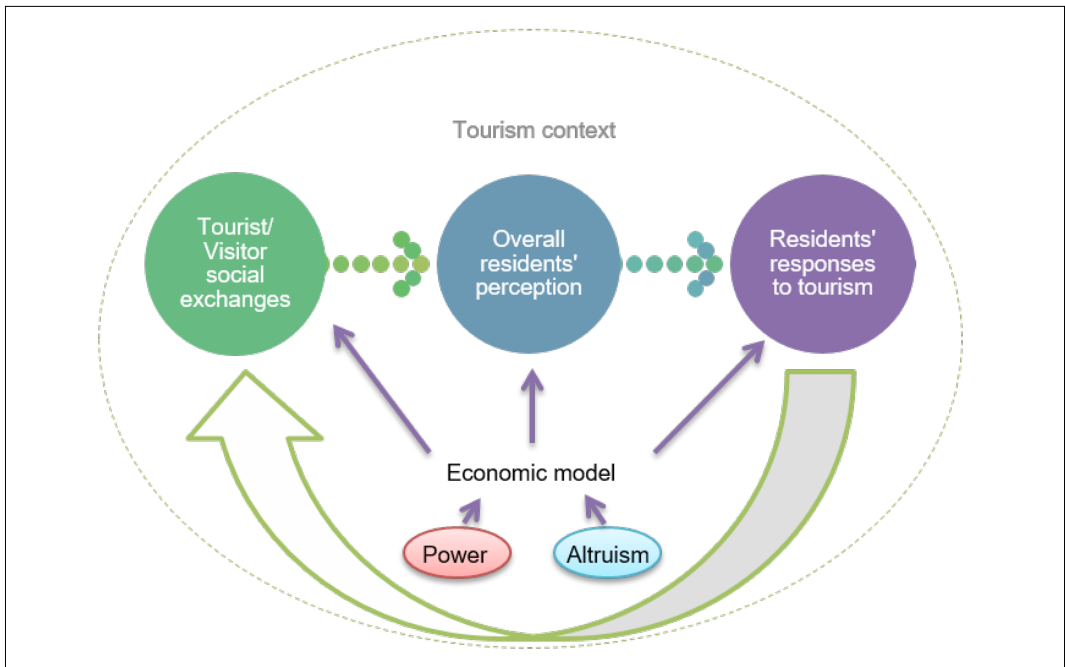 Tourism context
Tourist/
Visitor
social
exchanges
Overall
residents'
perception
Residents'
responses
to tourism
Economic model
Power
Altruism